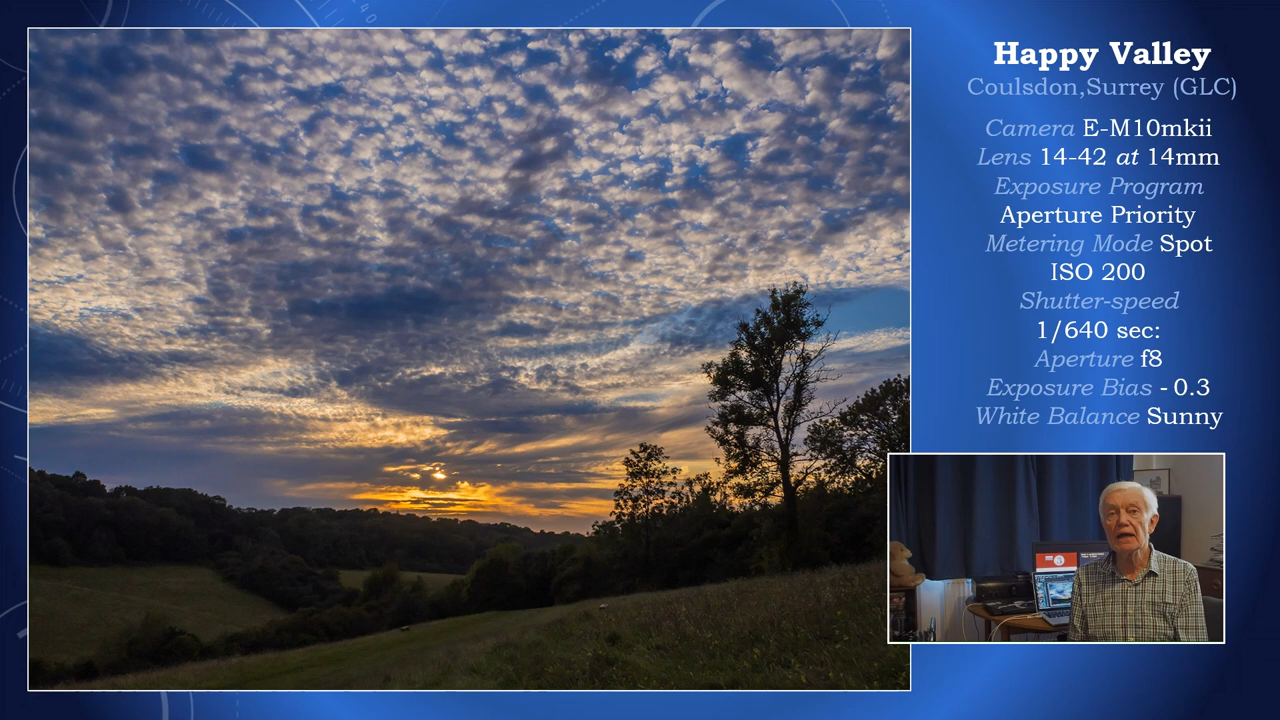 Happy Valley
Coulsdon,Surrey (GLC)
Camera E-M10mkii
Lens 14-42 at 14mm
Exposure Program
Aperture Priority
Metering Mode Spot
ISO 200
Shutter-speed
1/640 sec:
Aperture f8
Exposure Bias - 0.3
White Balance Sunny